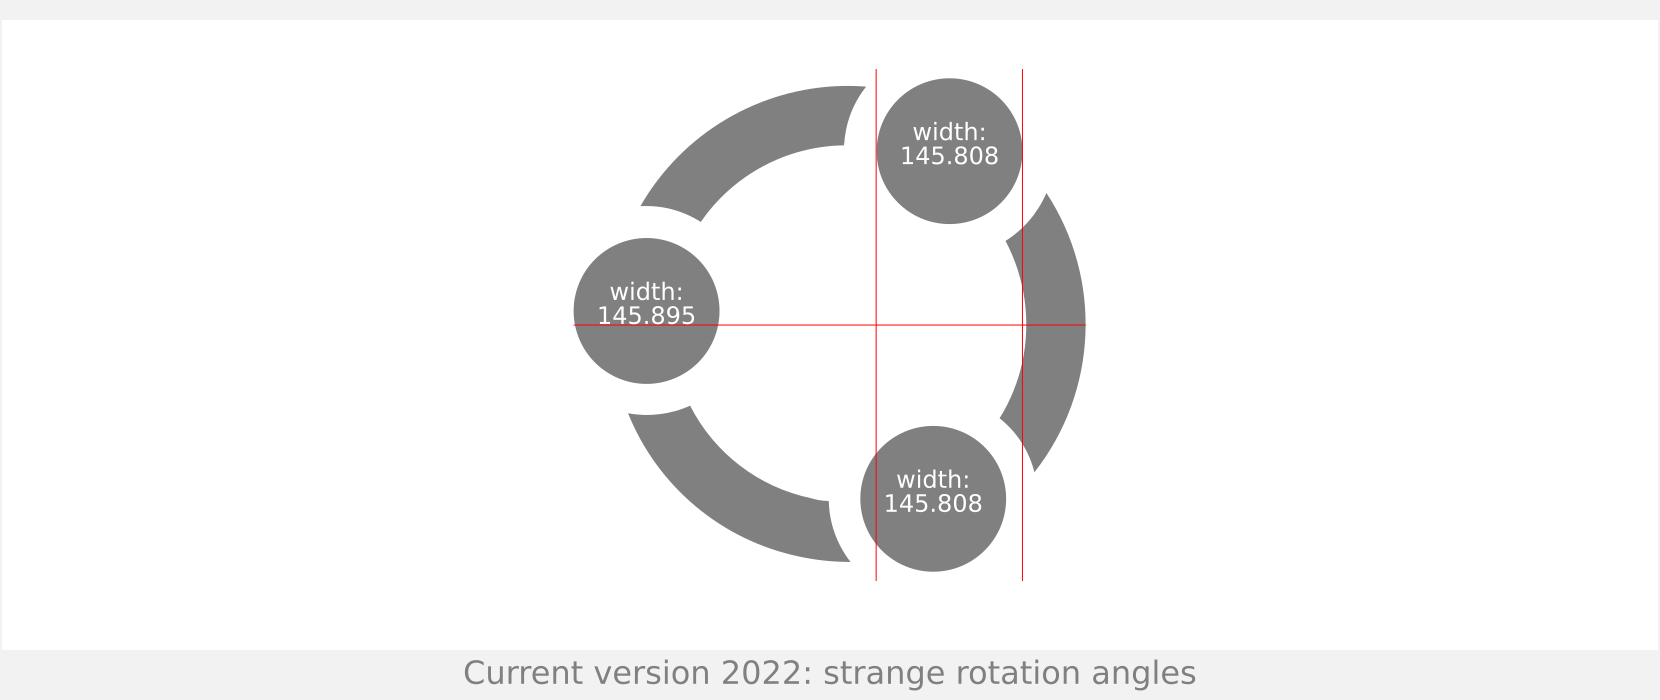 width:
145.808
width:
145.895
width:
145.808
Current version 2022: strange rotation angles